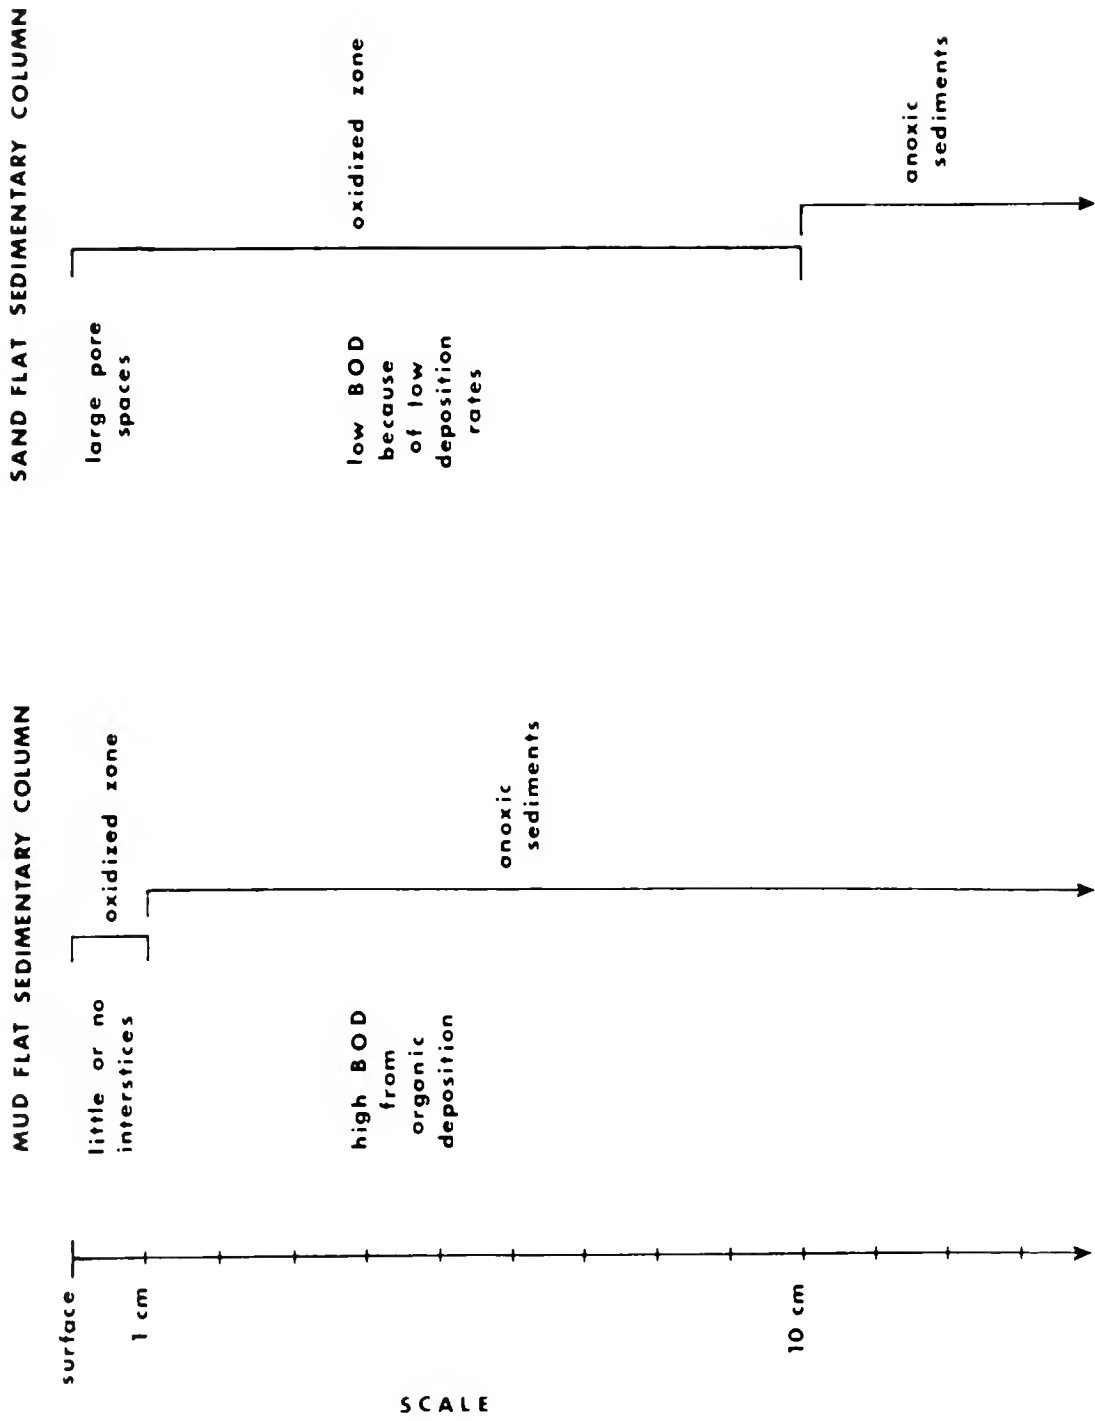 MUD FLAT SEDIMENTARY COLUMN
SAND FLAT SEDIMENTARY COLUMN
surface
1 cm
10 cm
SCALE
little or no
interstices
oxidized zone
high BOD
from
organic
deposition
anoxic
sediments
large pore
spaces
oxidized zone
low BOD
because
of low
deposition
rates
anoxic
sediments